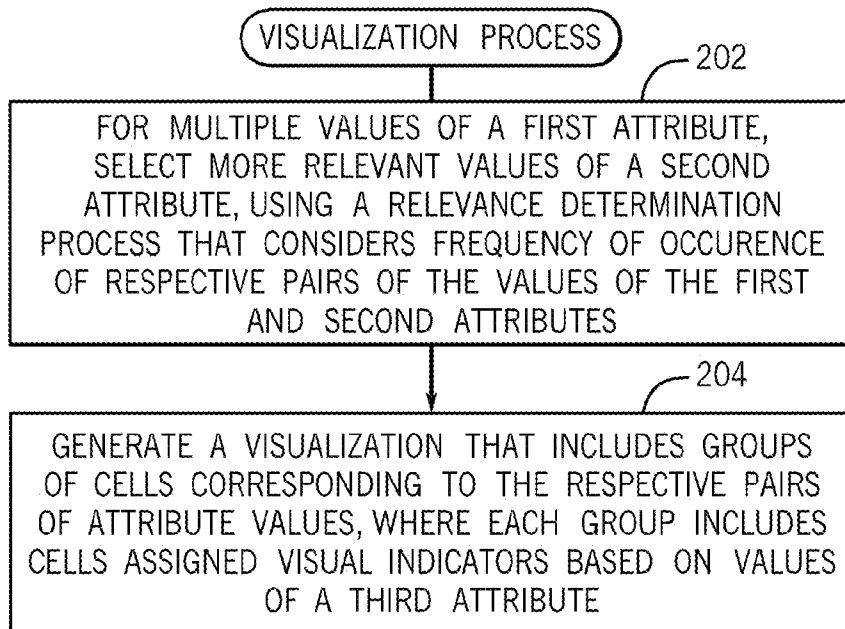 VISUALIZATION PROCESS
202
FOR MULTIPLE VALUES OF A FIRST ATTRIBUTE,
SELECT MORE RELEVANT VALUES OF A SECOND
ATTRIBUTE, USING A RELEVANCE DETERMINATION
PROCESS THAT CONSIDERS FREQUENCY OF OCCURENCE
OF RESPECTIVE PAIRS OF THE VALUES OF THE FIRST
AND SECOND ATTRIBUTES
204
GENERATE A VISUALIZATION THAT INCLUDES GROUPS
OF CELLS CORRESPONDING TO THE RESPECTIVE PAIRS
OF ATTRIBUTE VALUES, WHERE EACH GROUP INCLUDES
CELLS ASSIGNED VISUAL INDICATORS BASED ON VALUES
OF A THIRD ATTRIBUTE